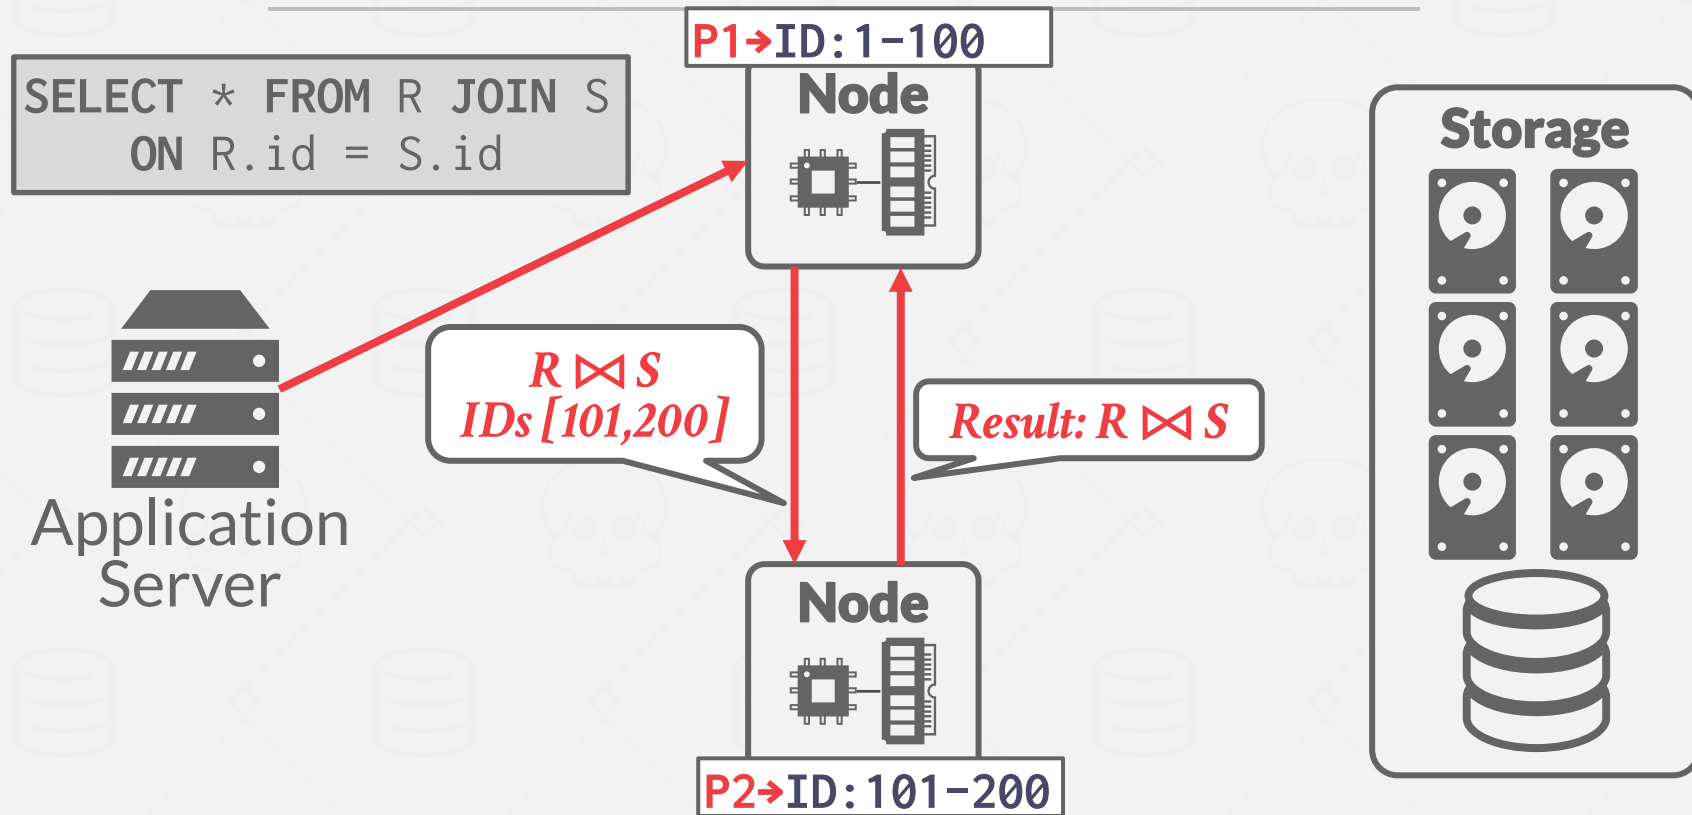 P1→ID:1-100
SELECT * FROM R JOIN S
ON R.id = S.id
Node
Storage
R ⋈ S
IDs [101,200]
Result: R ⋈ S
Application
Server
Node
P2→ID:101-200